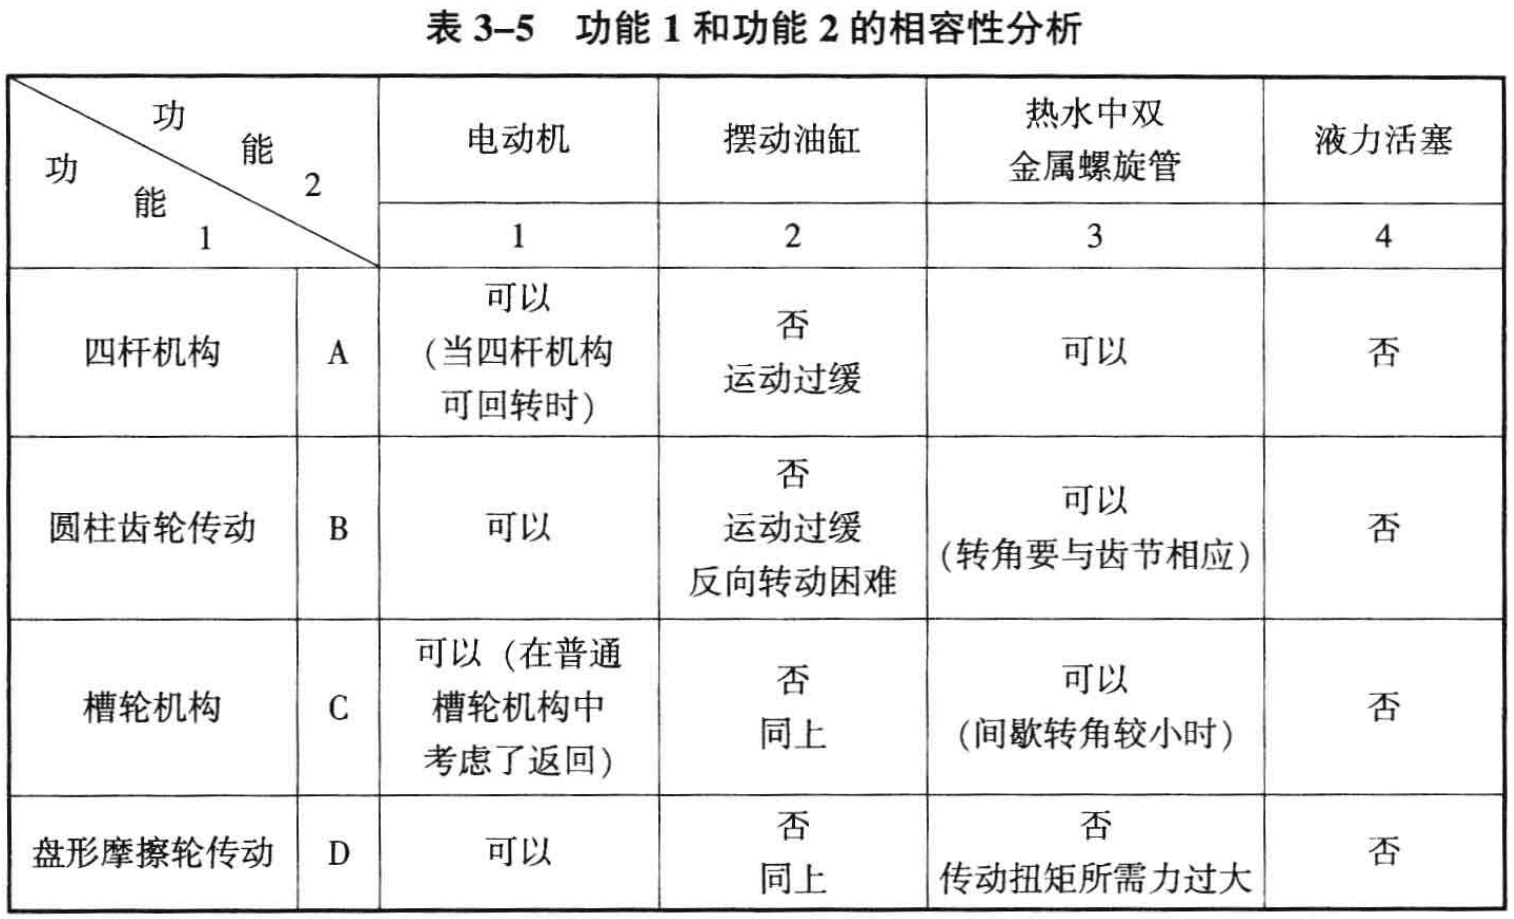 表 3–5 功能 1 和功能 2 的相容性分析
功
能
2
功
能
1
电动机
摆动油缸
热水中双
金属螺旋管
液力活塞
1
2
3
4
四杆机构
A
可以
(当四杆机构
可回转时)
否
运动过缓
可以
否
圆柱齿轮传动
B
可以
否
运动过缓
反向转动困难
可以
(转角要与齿节相应)
否
槽轮机构
C
可以 (在普通
槽轮机构中
考虑了返回)
否
同上
可以
(间歇转角较小时)
否
盘形摩擦轮传动
D
可以
否
同上
否
传动扭矩所需力过大
否